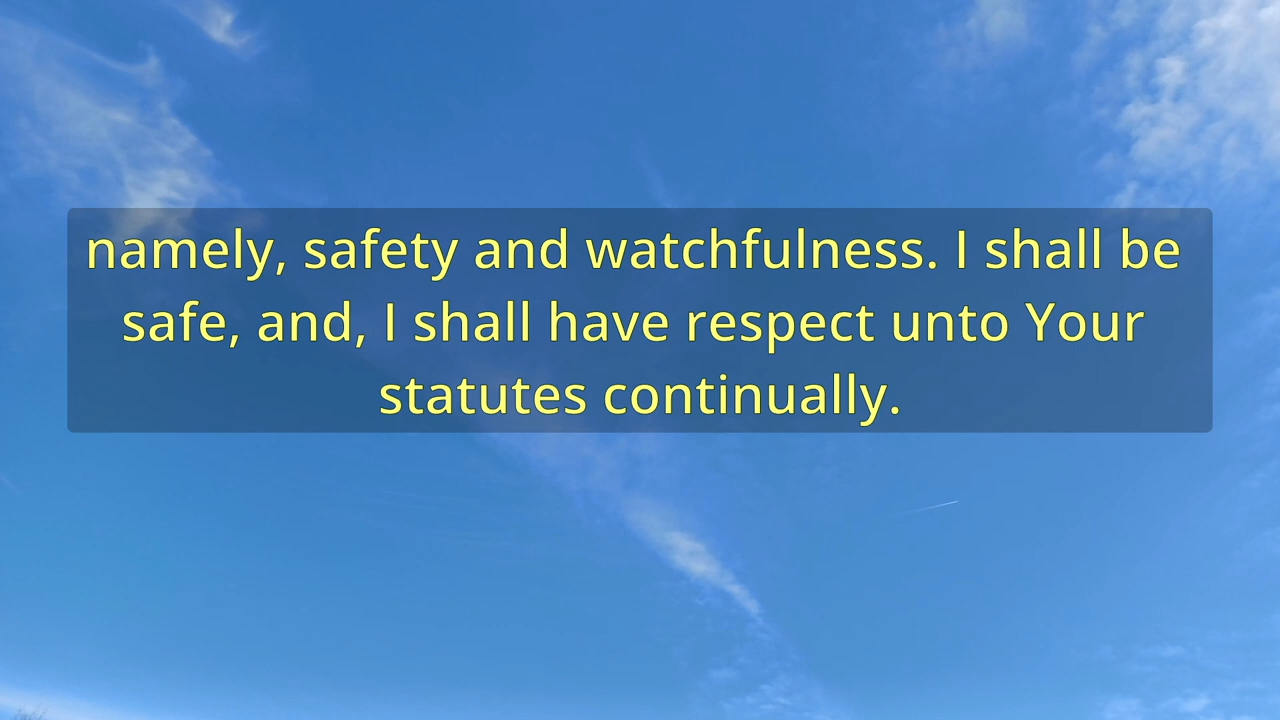 namely, safety and watchfulness. I shall be
safe, and, I shall have respect unto Your
statutes continually.